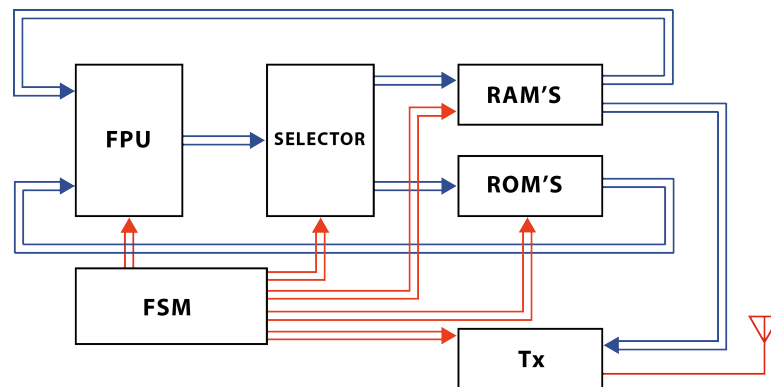 FPU
SELECTOR
RAM'S
ROM'S
FSM
Tx